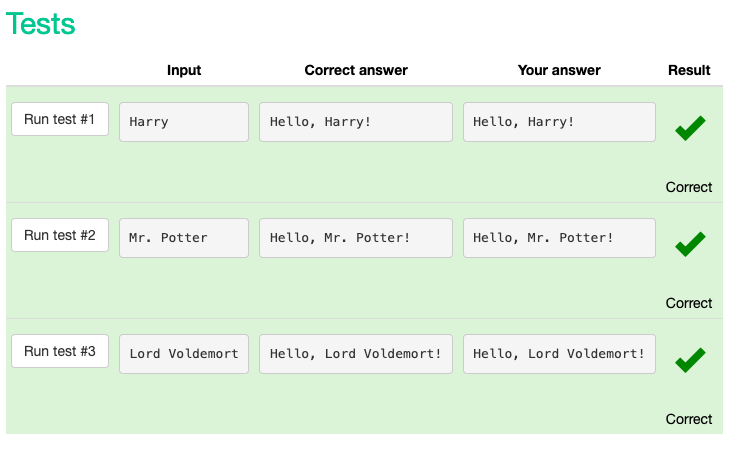 Tests
Input Correct answer Your answer Result
Run test #1 Harry Hello, Harry! Hello, Harry!
Correct
Run test #2 Mr. Potter Hello, Mr. Potter! Hello, Mr. Potter!
Correct
Run test #3 Lord Voldemort Hello, Lord Voldemort! Hello, Lord Voldemort!
Correct